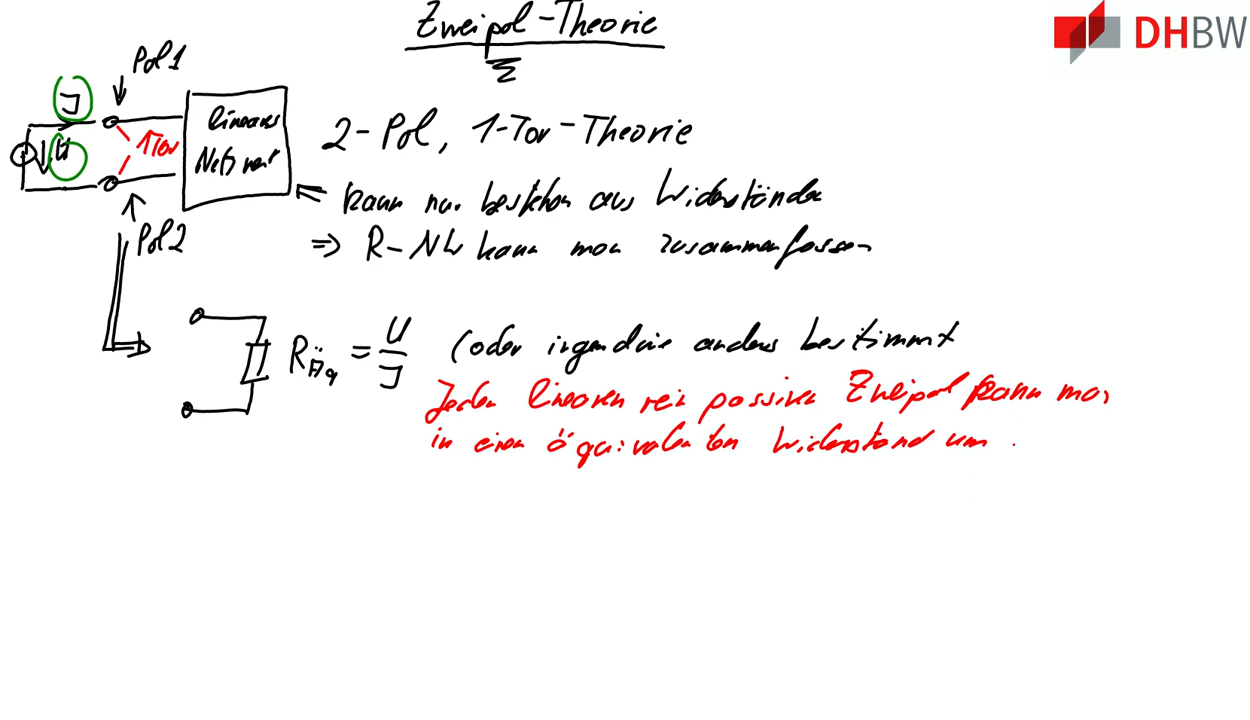 Zweipol-Theorie
DHBW
Pol 1
J
U
1 Tor
lineares
Netzwerk
2-Pol, 1-Tor-Theorie
kann nur bestehen aus Widerständen
Pol 2
⇒ R-NW kann man zusammenfassen
RÄq = U/J (oder irgendwie anders bestimmt
Jeden linearen rein passiven Zweipol kann man
in einen äquivalenten Widerstand um